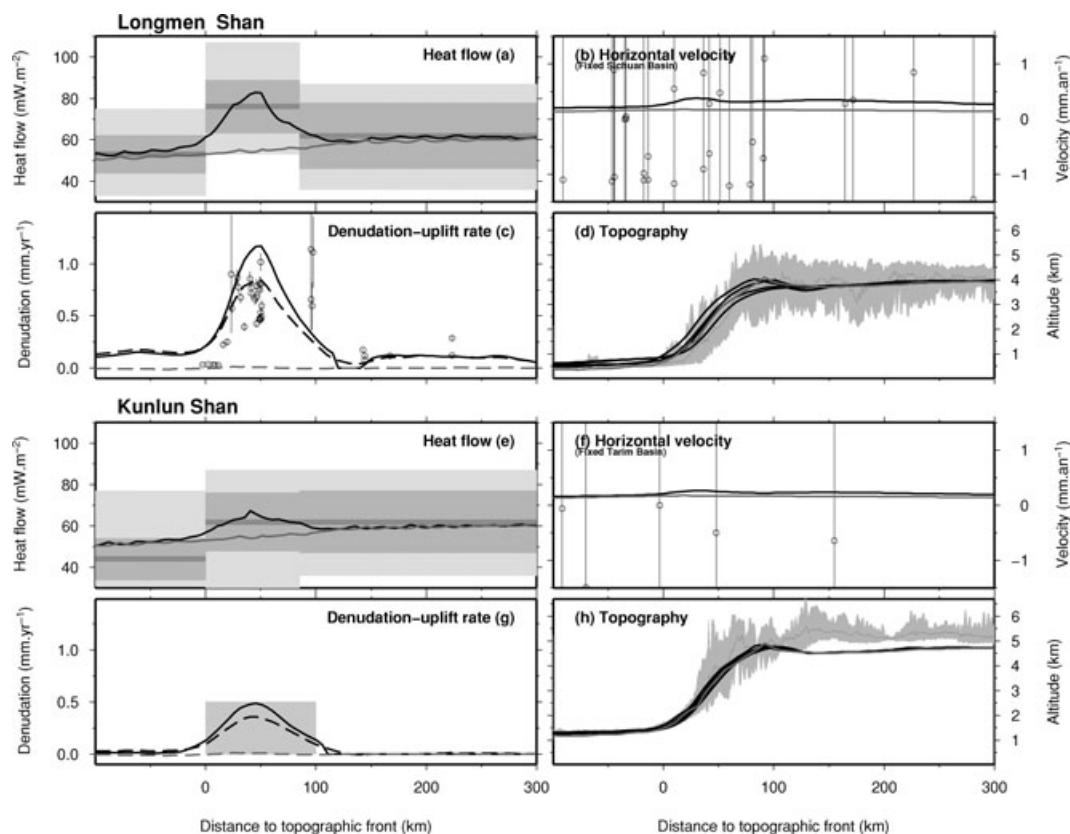 Longmen Shan
Heat flow (a)
Heat flow (mW.m⁻²)
100
80
60
40
(b) Horizontal velocity
(Fixed Sichuan Basin)
Velocity (mm.an⁻¹)
1
0
−1
Denudation−uplift rate (c)
Denudation (mm.yr⁻¹)
1.0
0.5
0.0
(d) Topography
Altitude (km)
6
5
4
3
2
1
Kunlun Shan
Heat flow (e)
Heat flow (mW.m⁻²)
100
80
60
40
(f) Horizontal velocity
(Fixed Tarim Basin)
Velocity (mm.an⁻¹)
1
0
−1
Denudation−uplift rate (g)
Denudation (mm.yr⁻¹)
1.0
0.5
0.0
(h) Topography
Altitude (km)
6
5
4
3
2
1
0 100 200 300
Distance to topographic front (km)
0 100 200 300
Distance to topographic front (km)